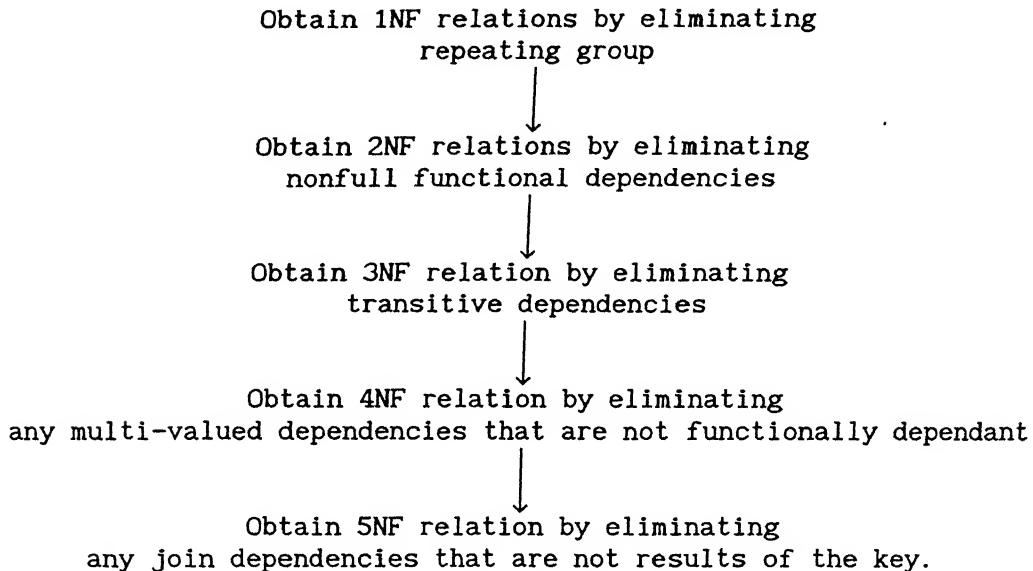 Obtain 1NF relations by eliminating
repeating group
Obtain 2NF relations by eliminating
nonfull functional dependencies
Obtain 3NF relation by eliminating
transitive dependencies
Obtain 4NF relation by eliminating
any multi-valued dependencies that are not functionally dependant
Obtain 5NF relation by eliminating
any join dependencies that are not results of the key.